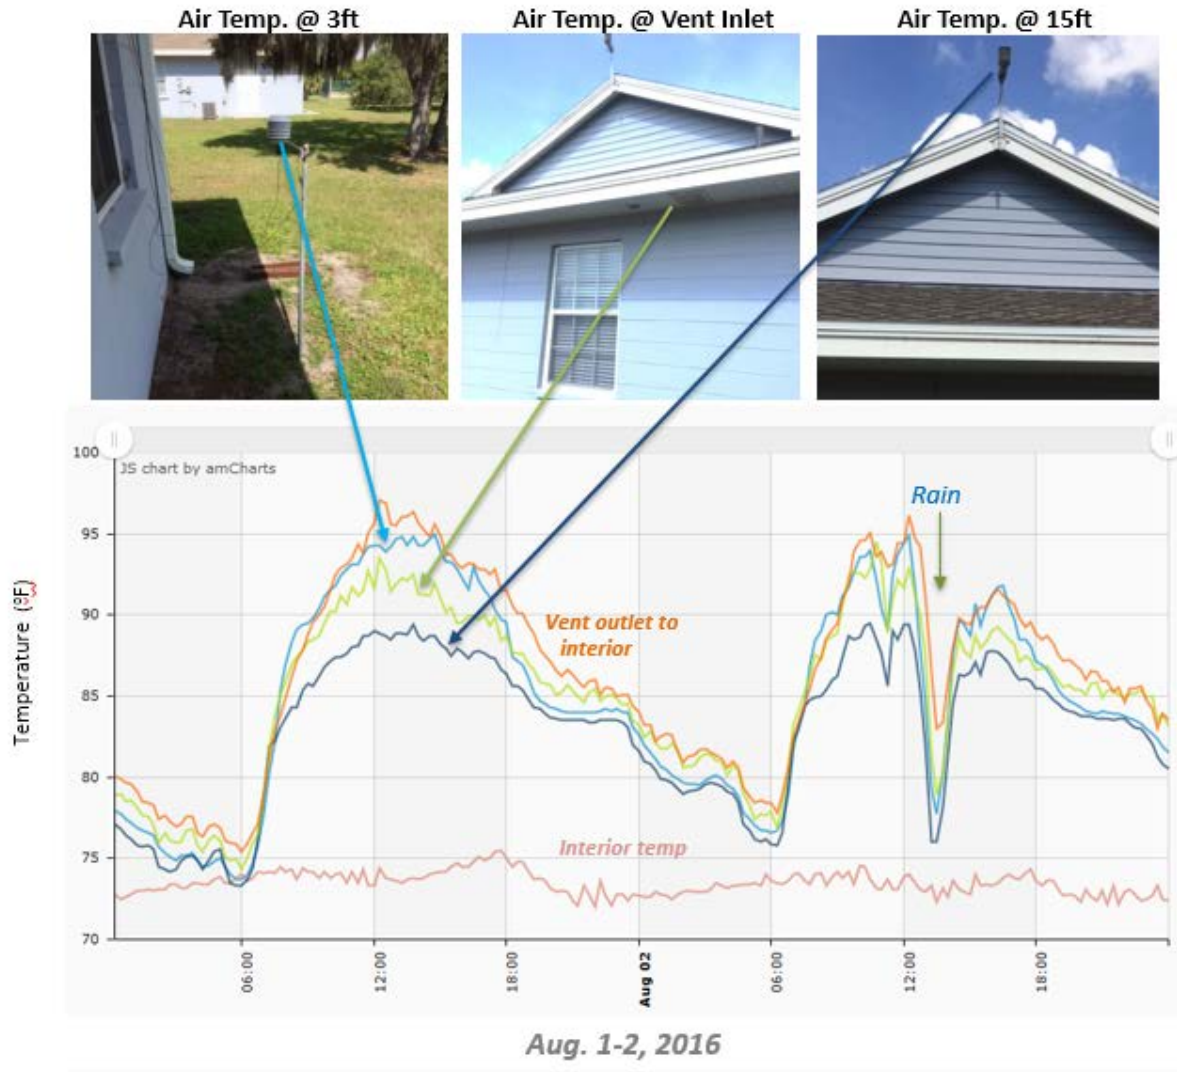 Air Temp. @ 3ft
Air Temp. @ Vent Inlet
Air Temp. @ 15ft
JS chart by amCharts
100
95
90
85
80
75
70
Temperature (ºF)
Rain
Vent outlet to
interior
Interior temp
06:00
12:00
18:00
Aug 02
06:00
12:00
18:00
Aug. 1-2, 2016